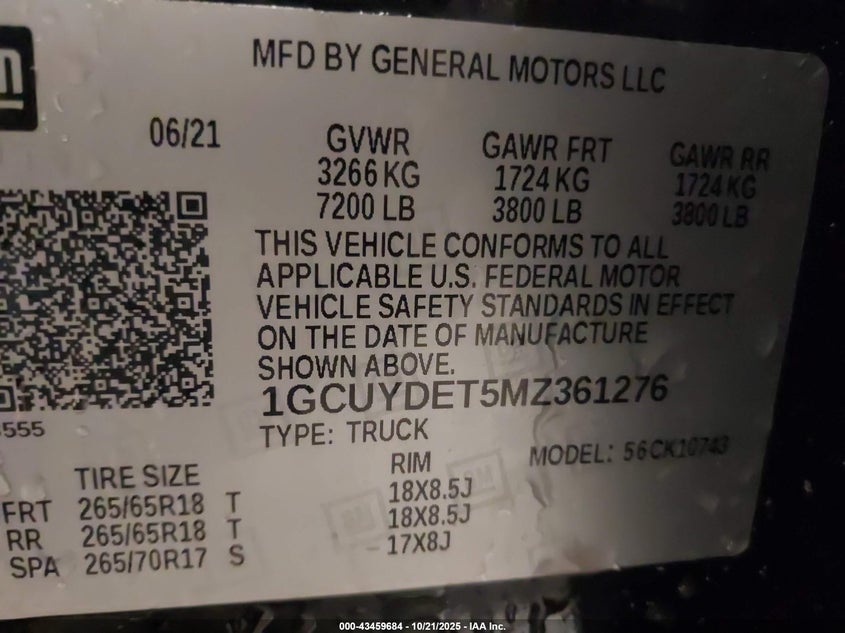 MFD BY GENERAL MOTORS LLC
06/21
GVWR GAWR FRT GAWR RR
3266 KG 1724 KG 1724 KG
7200 LB 3800 LB 3800 LB
THIS VEHICLE CONFORMS TO ALL
APPLICABLE U.S. FEDERAL MOTOR
VEHICLE SAFETY STANDARDS IN EFFECT
ON THE DATE OF MANUFACTURE
SHOWN ABOVE.
1GCUYDET5MZ361276
TYPE: TRUCK MODEL: 56CK10743
TIRE SIZE RIM
FRT 265/65R18 T 18X8.5J
RR 265/65R18 T 18X8.5J
SPA 265/70R17 S 17X8J
000-43459684 - 10/21/2025 - IAA Inc.